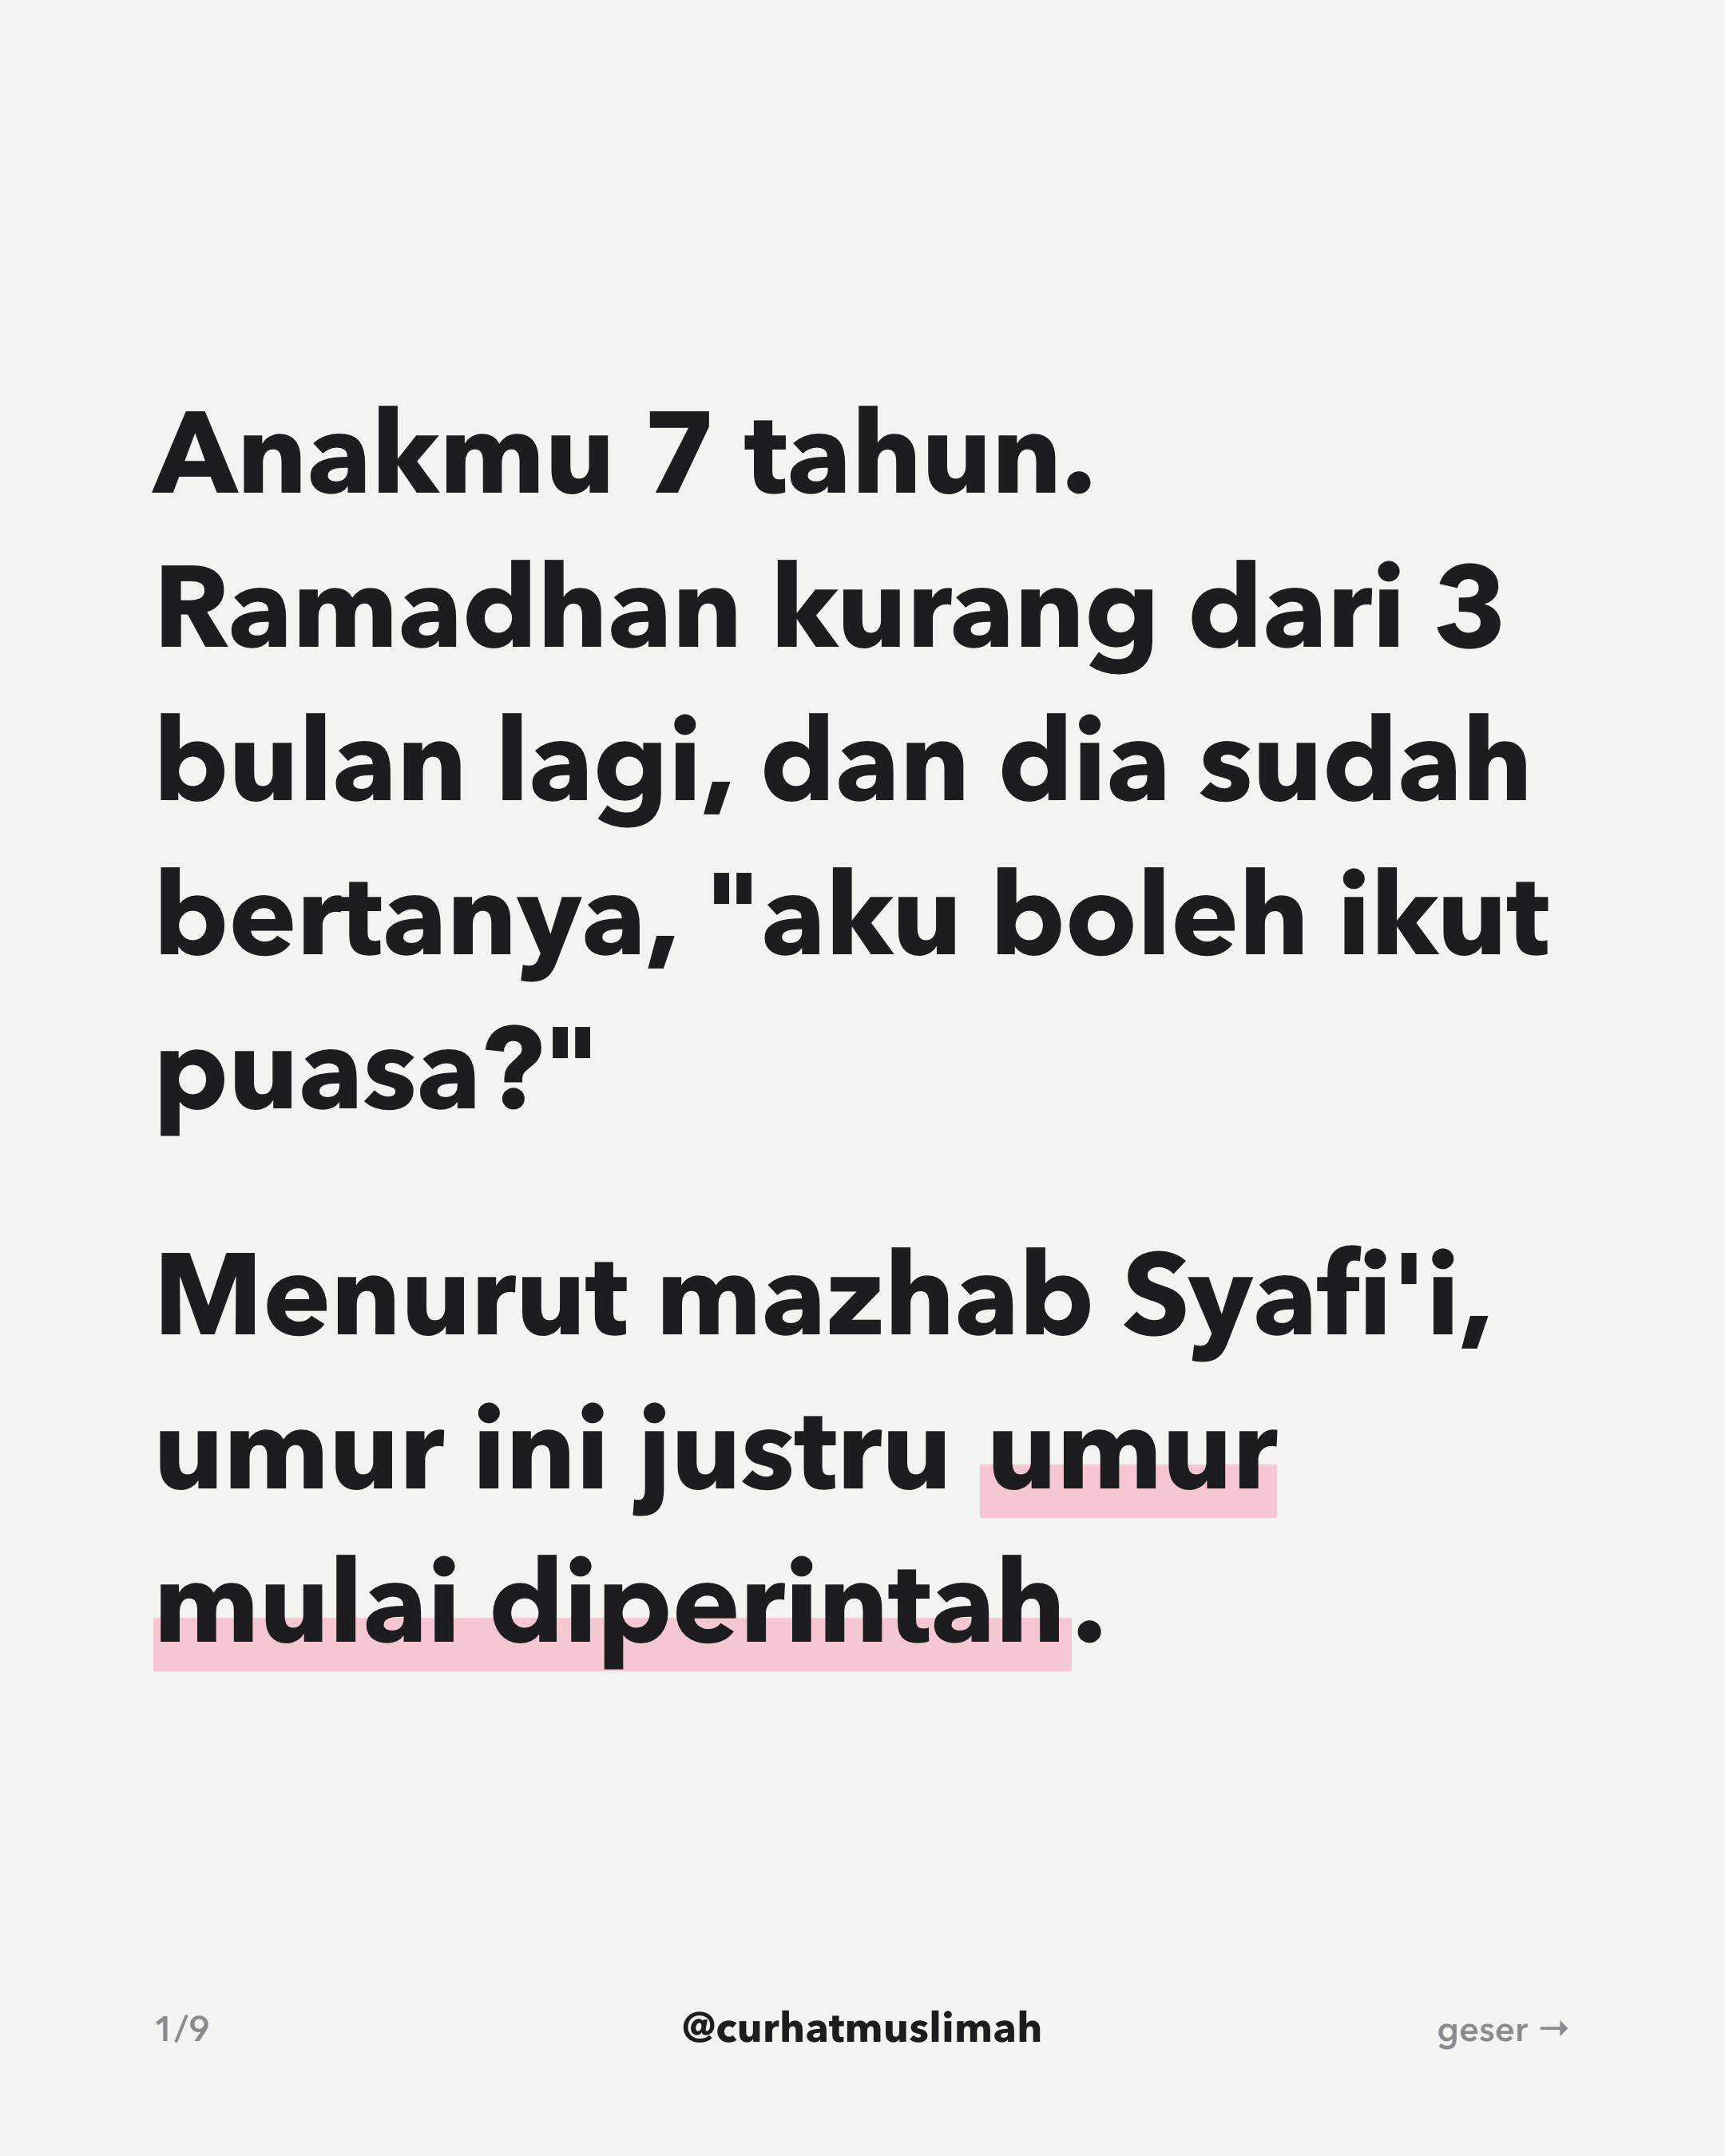 Anakmu 7 tahun.
Ramadhan kurang dari 3
bulan lagi, dan dia sudah
bertanya, "aku boleh ikut
puasa?"
Menurut mazhab Syafi'i,
umur ini justru umur
mulai diperintah.
1/9
@curhatmuslimah
geser →